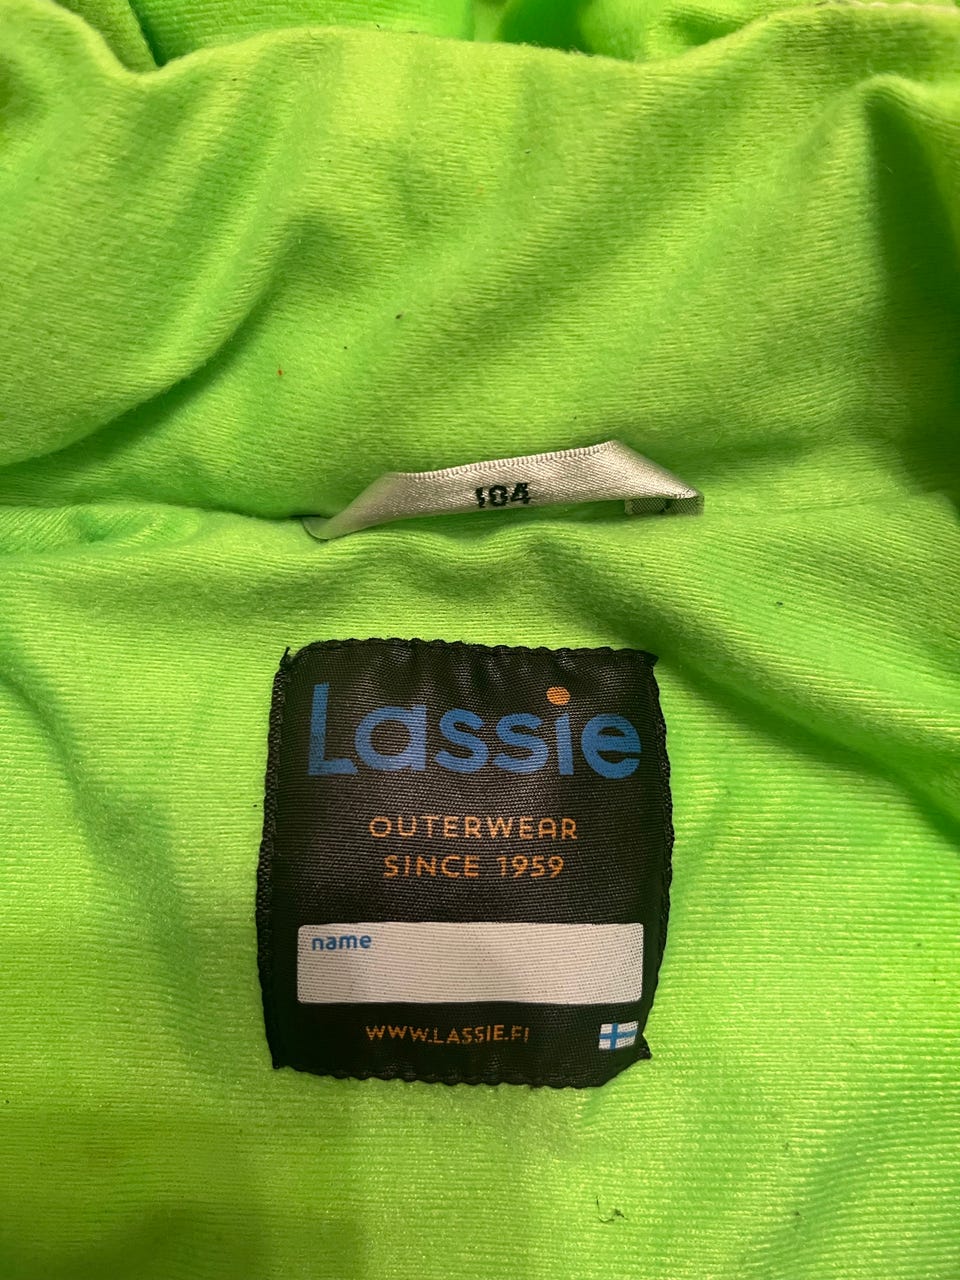 104
Lassie
OUTERWEAR
SINCE 1959
name
WWW.LASSIE.FI